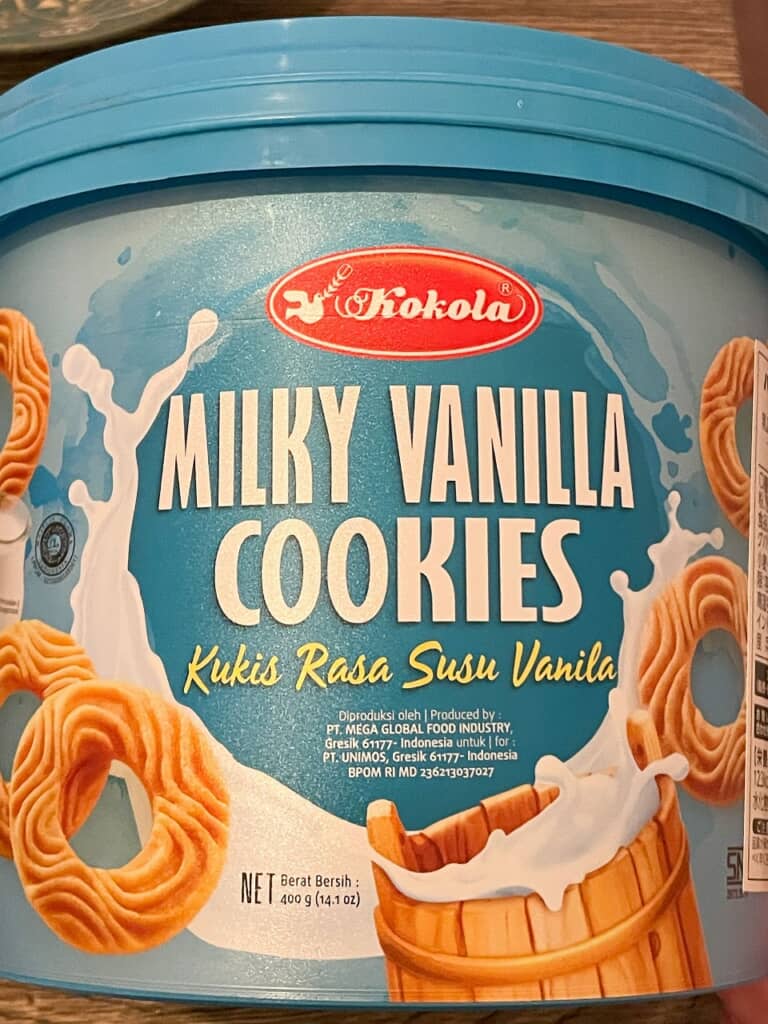 Kokola®
MILKY VANILLA
COOKIES
Kukis Rasa Susu Vanila
Diproduksi oleh | Produced by :
PT. MEGA GLOBAL FOOD INDUSTRY,
Gresik 61177- Indonesia untuk | for :
PT. UNIMOS, Gresik 61177- Indonesia
BPOM RI MD 236213037027
NET Berat Bersih :
400 g (14.1 oz)